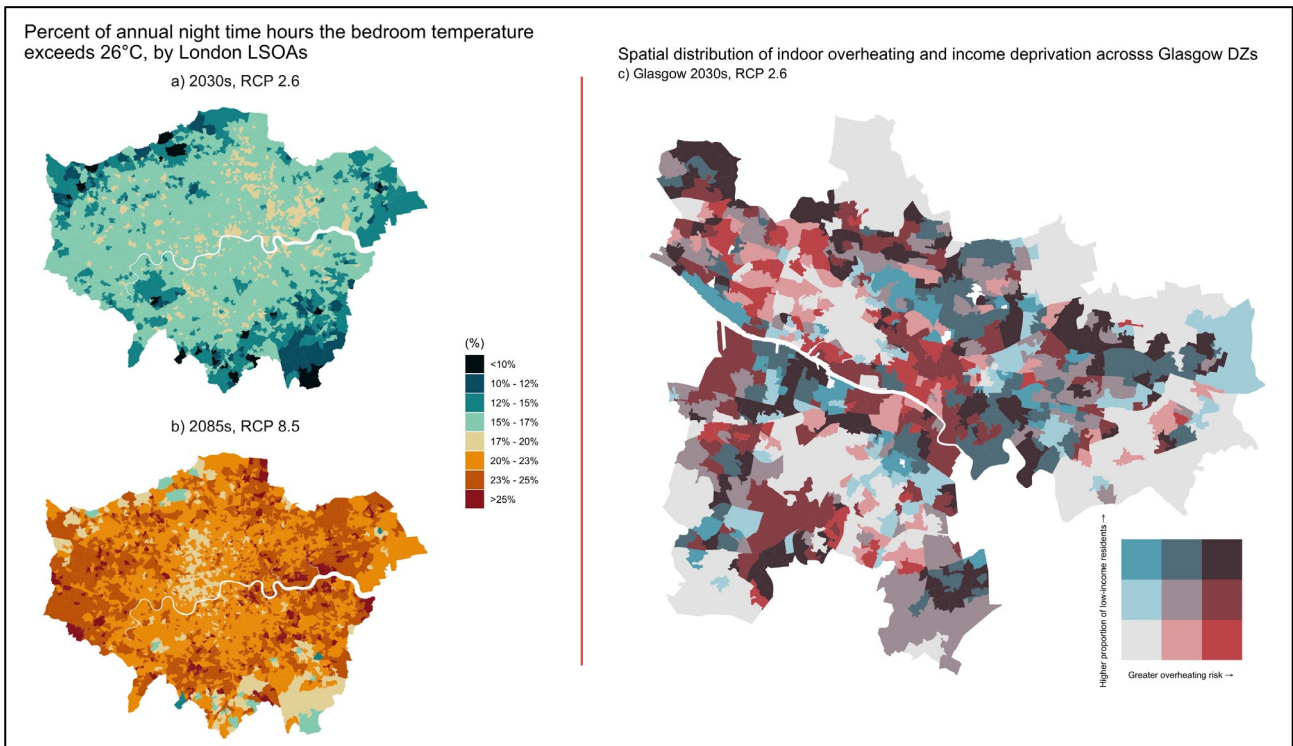 Percent of annual night time hours the bedroom temperature
exceeds 26°C, by London LSOAs
a) 2030s, RCP 2.6
(%)
<10%
10% - 12%
12% - 15%
15% - 17%
17% - 20%
20% - 23%
23% - 25%
>25%
b) 2085s, RCP 8.5
Spatial distribution of indoor overheating and income deprivation acrosss Glasgow DZs
c) Glasgow 2030s, RCP 2.6
Higher proportion of low-income residents →
Greater overheating risk →